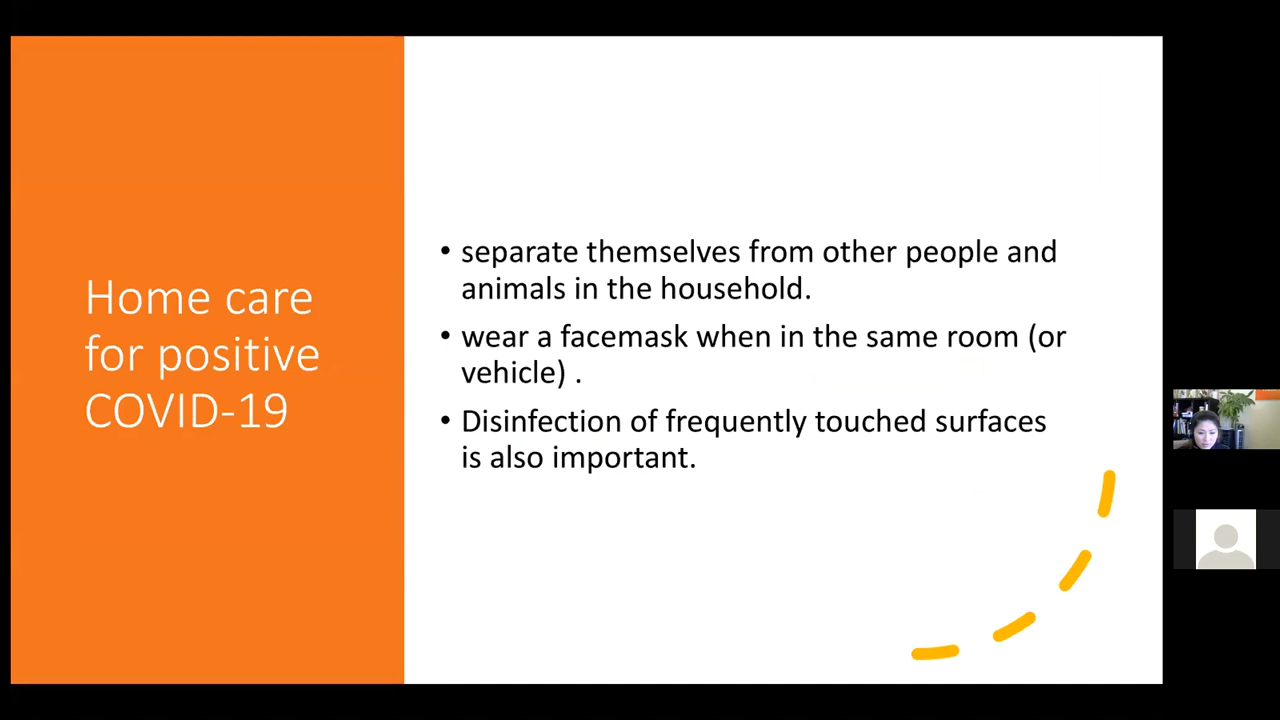 Home care
for positive
COVID-19
• separate themselves from other people and
animals in the household.
• wear a facemask when in the same room (or
vehicle) .
• Disinfection of frequently touched surfaces
is also important.